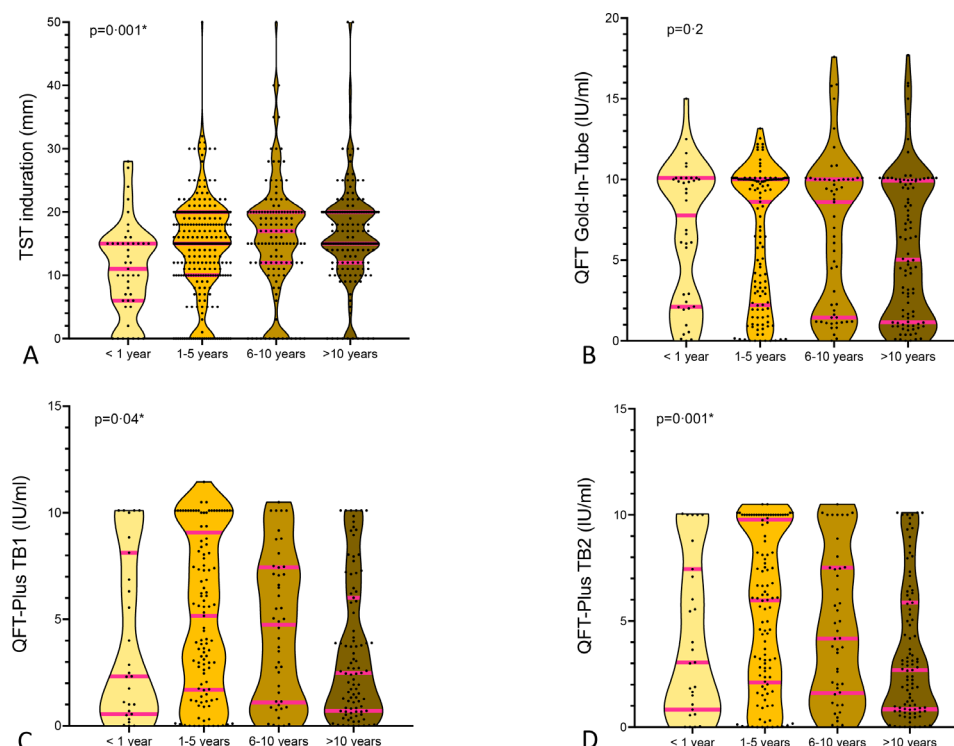 p=0·001*
TST induration (mm)
50
40
30
20
10
0
< 1 year 1-5 years 6-10 years >10 years
A
p=0·2
QFT Gold-In-Tube (IU/ml)
20
15
10
5
0
< 1 year 1-5 years 6-10 years >10 years
B
p=0·04*
QFT-Plus TB1 (IU/ml)
15
10
5
0
< 1 year 1-5 years 6-10 years >10 years
C
p=0·001*
QFT-Plus TB2 (IU/ml)
15
10
5
0
< 1 year 1-5 years 6-10 years >10 years
D